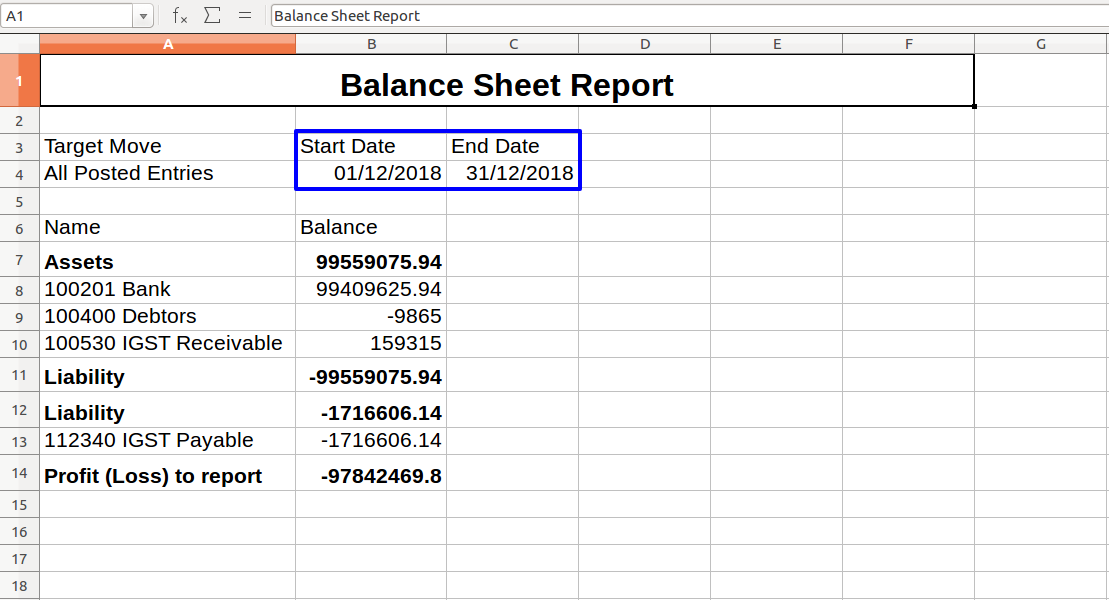 A1 fx Σ = Balance Sheet Report
A B C D E F G
1 Balance Sheet Report
2
3 Target Move Start Date End Date
4 All Posted Entries 01/12/2018 31/12/2018
5
6 Name Balance
7 Assets 99559075.94
8 100201 Bank 99409625.94
9 100400 Debtors -9865
10 100530 IGST Receivable 159315
11 Liability -99559075.94
12 Liability -1716606.14
13 112340 IGST Payable -1716606.14
14 Profit (Loss) to report -97842469.8
15
16
17
18